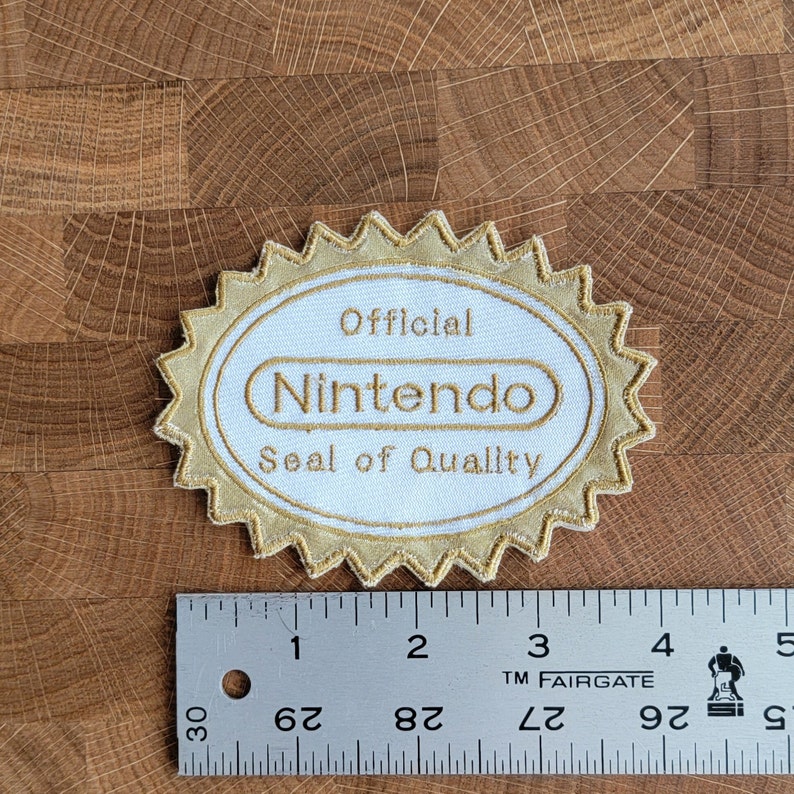 Official
Nintendo
Seal of Quality
1 2 3 4 5
TM FAIRGATE
30 29 28 27 26 25